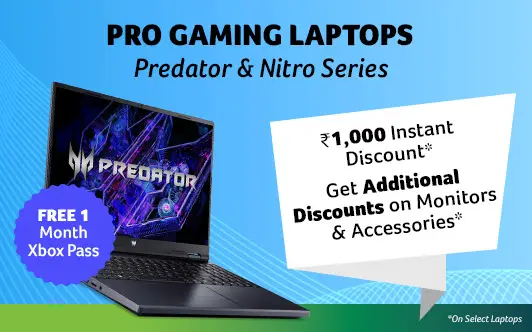 PRO GAMING LAPTOPS
Predator & Nitro Series
PREDATOR
FREE 1
Month
Xbox Pass
₹1,000 Instant
Discount*
Get Additional
Discounts on Monitors
& Accessories*
*On Select Laptops